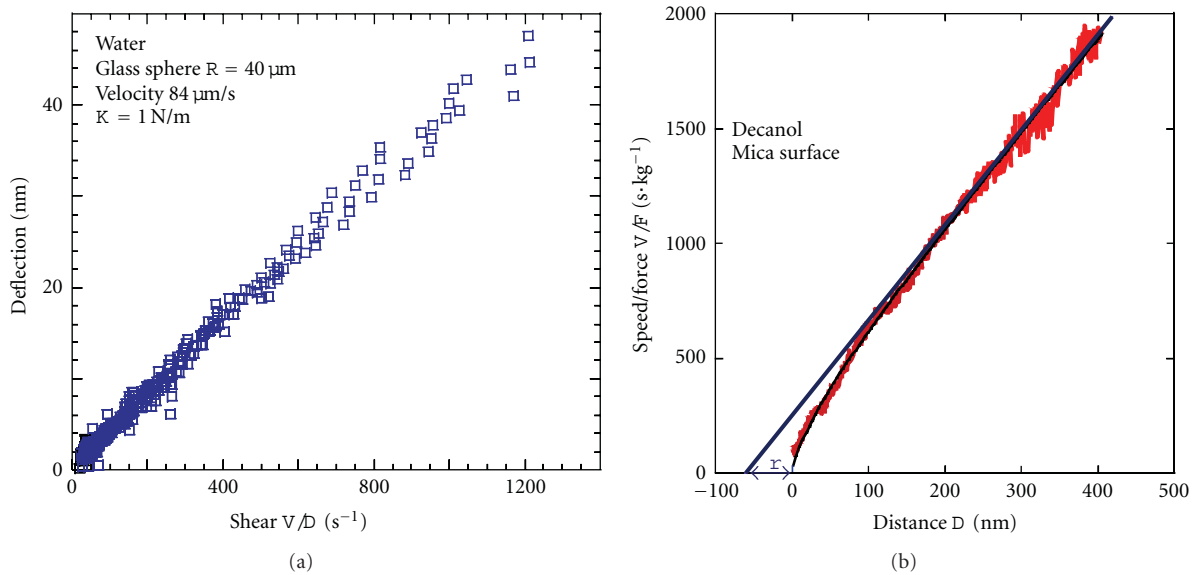 Water
Glass sphere R = 40 µm
Velocity 84 µm/s
K = 1 N/m
Deflection (nm)
40
20
0
0 400 800 1200
Shear V/D (s⁻¹)
(a)
2000
1500
1000
500
0
Decanol
Mica surface
Speed/force V/F (s·kg⁻¹)
r
−100 0 100 200 300 400 500
Distance D (nm)
(b)